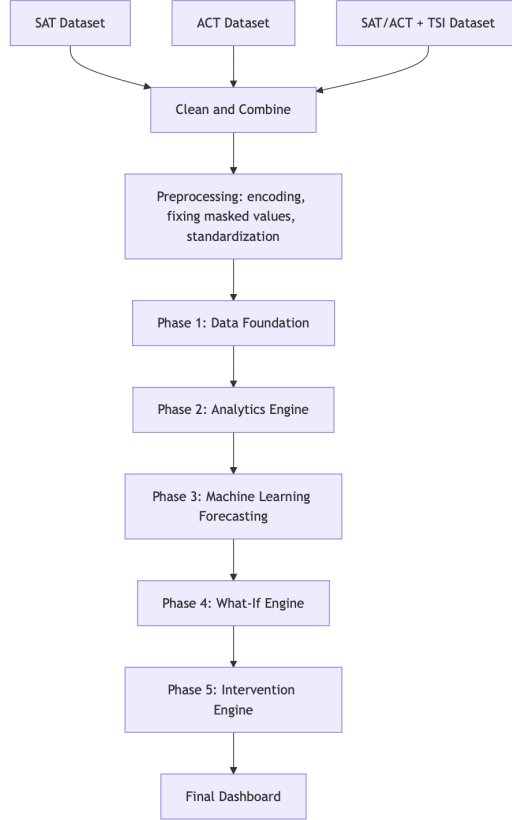 SAT Dataset
ACT Dataset
SAT/ACT + TSI Dataset
Clean and Combine
Preprocessing: encoding,
fixing masked values,
standardization
Phase 1: Data Foundation
Phase 2: Analytics Engine
Phase 3: Machine Learning
Forecasting
Phase 4: What-If Engine
Phase 5: Intervention
Engine
Final Dashboard